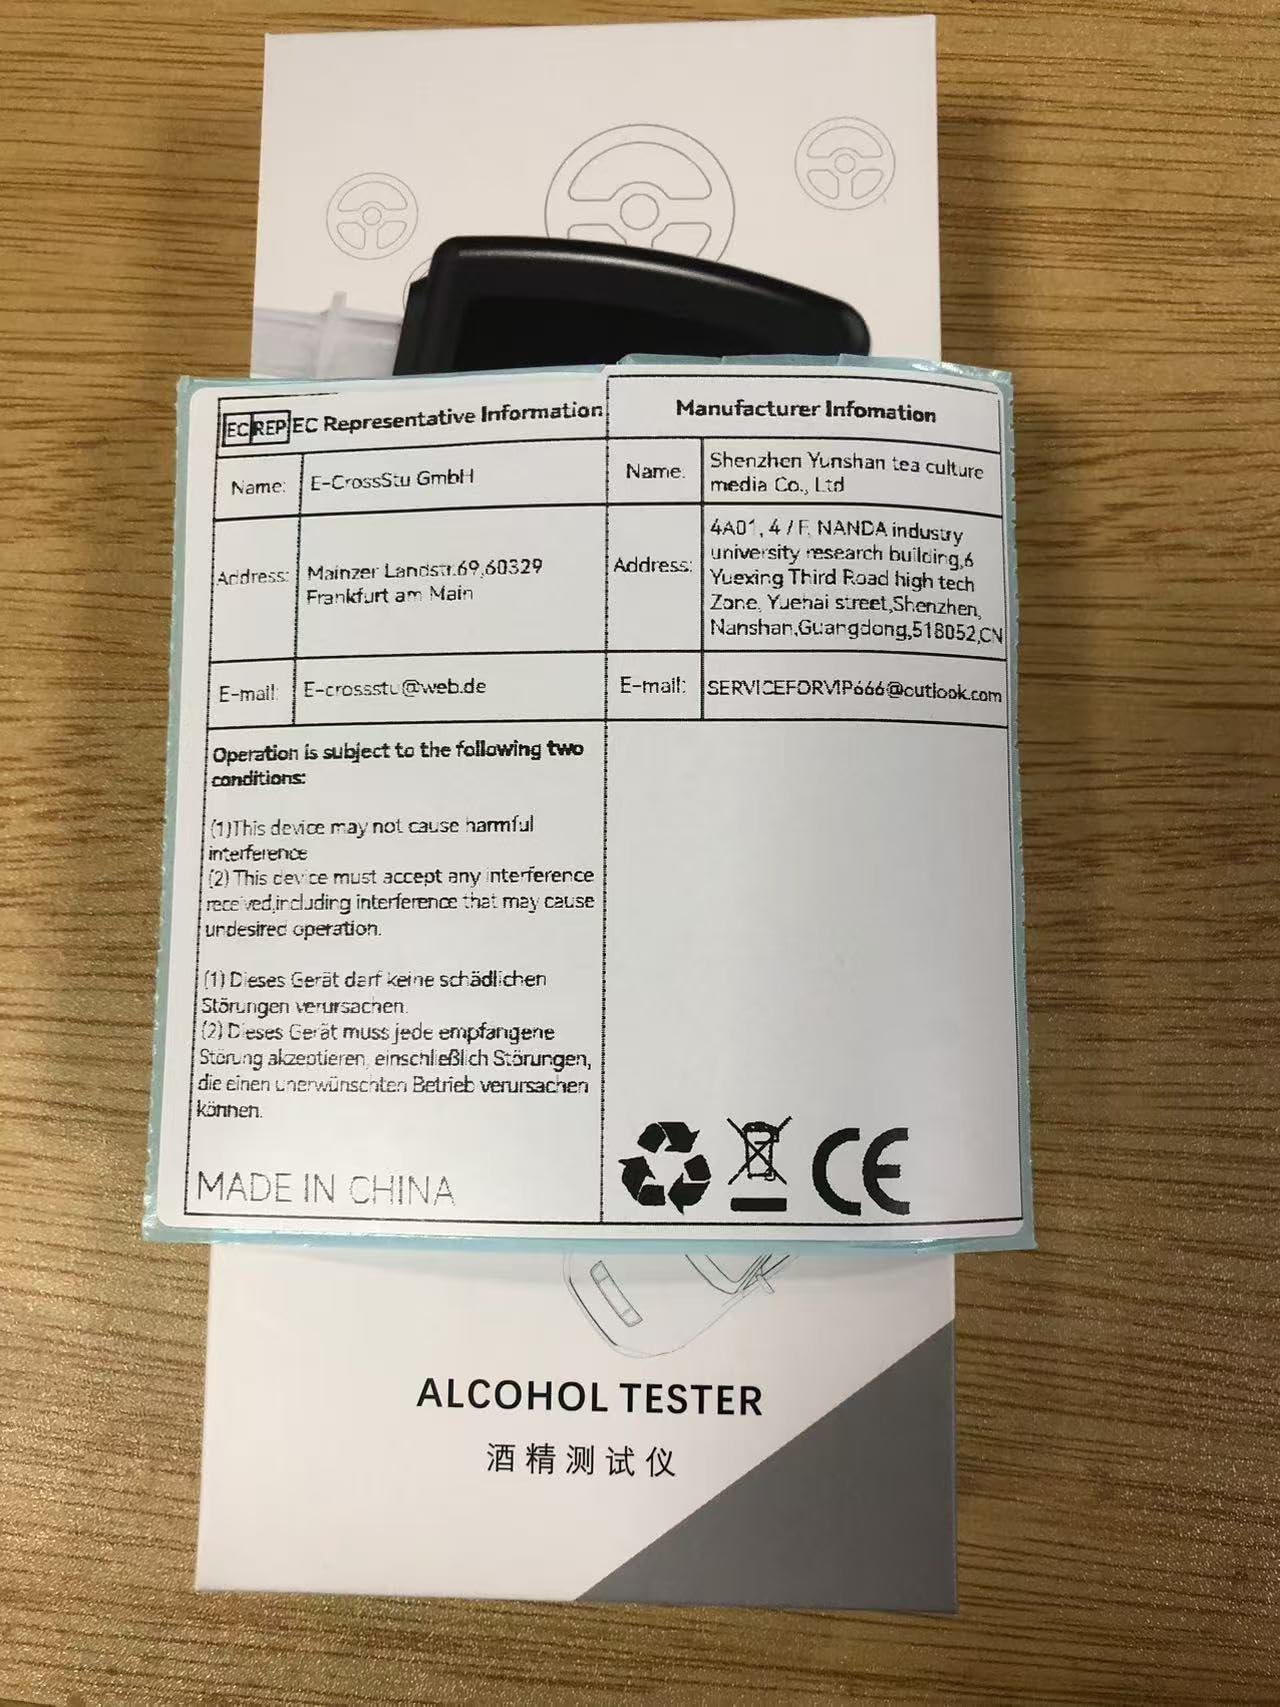 EC REP EC Representative Information
Name: E-CrossStu GmbH
Address: Mainzer Landstr.69,60329
Frankfurt am Main
E-mail: E-crossstu@web.de
Manufacturer Infomation
Name: Shenzhen Yunshan tea culture
media Co., Ltd
Address: 4A01, 4 / F, NANDA industry
university research building,6
Yuexing Third Road high tech
Zone, Yuehai street,Shenzhen,
Nanshan,Guangdong,518052,CN
E-mail: SERVICEFORVIP666@outlook.com
Operation is subject to the following two
conditions:
(1)This device may not cause harmful
interference
(2) This device must accept any interference
received,including interference that may cause
undesired operation.
(1) Dieses Gerät darf keine schädlichen
Störungen verursachen.
(2) Dieses Gerät muss jede empfangene
Störung akzeptieren, einschließlich Störungen,
die einen unerwünschten Betrieb verursachen
können.
MADE IN CHINA
CE
ALCOHOL TESTER
酒精测试仪